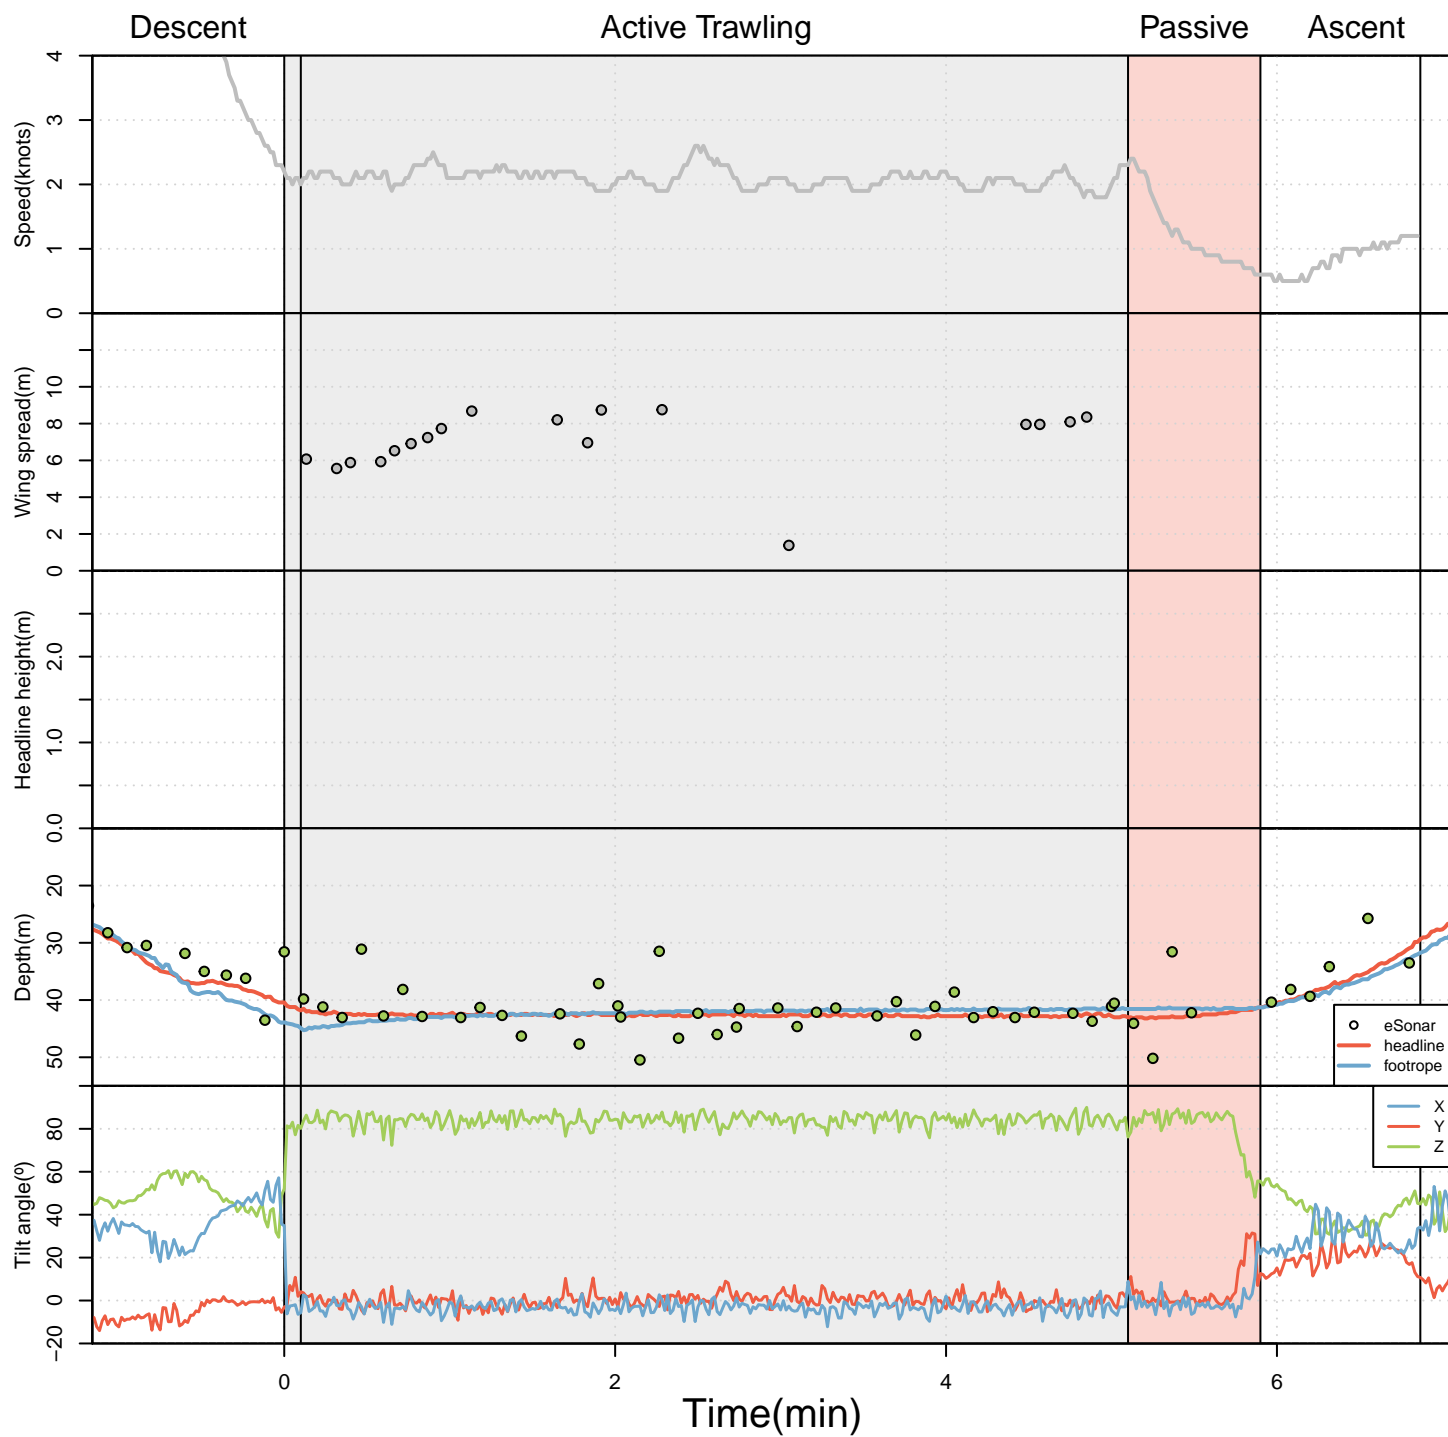 Descent Active Trawling Passive Ascent
Speed(knots)
0 1 2 3 4
Wing spread(m)
0 2 4 6 8 10
Headline height(m)
0.0 1.0 2.0
Depth(m)
20 30 40 50
eSonar
headline
footrope
Tilt angle(º)
−20 0 20 40 60 80
X
Y
Z
0 2 4 6
Time(min)